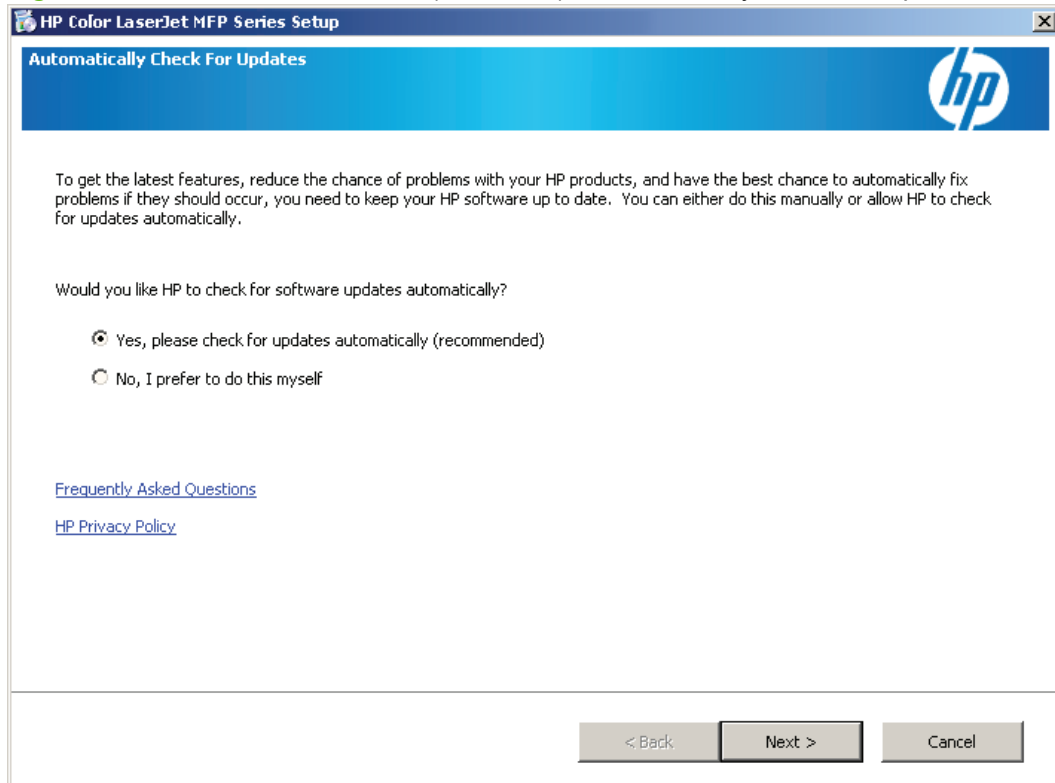 HP Color LaserJet MFP Series Setup
Automatically Check For Updates
hp
To get the latest features, reduce the chance of problems with your HP products, and have the best chance to automatically fix
problems if they should occur, you need to keep your HP software up to date. You can either do this manually or allow HP to check
for updates automatically.
Would you like HP to check for software updates automatically?
Yes, please check for updates automatically (recommended)
No, I prefer to do this myself
Frequently Asked Questions
HP Privacy Policy
< Back
Next >
Cancel